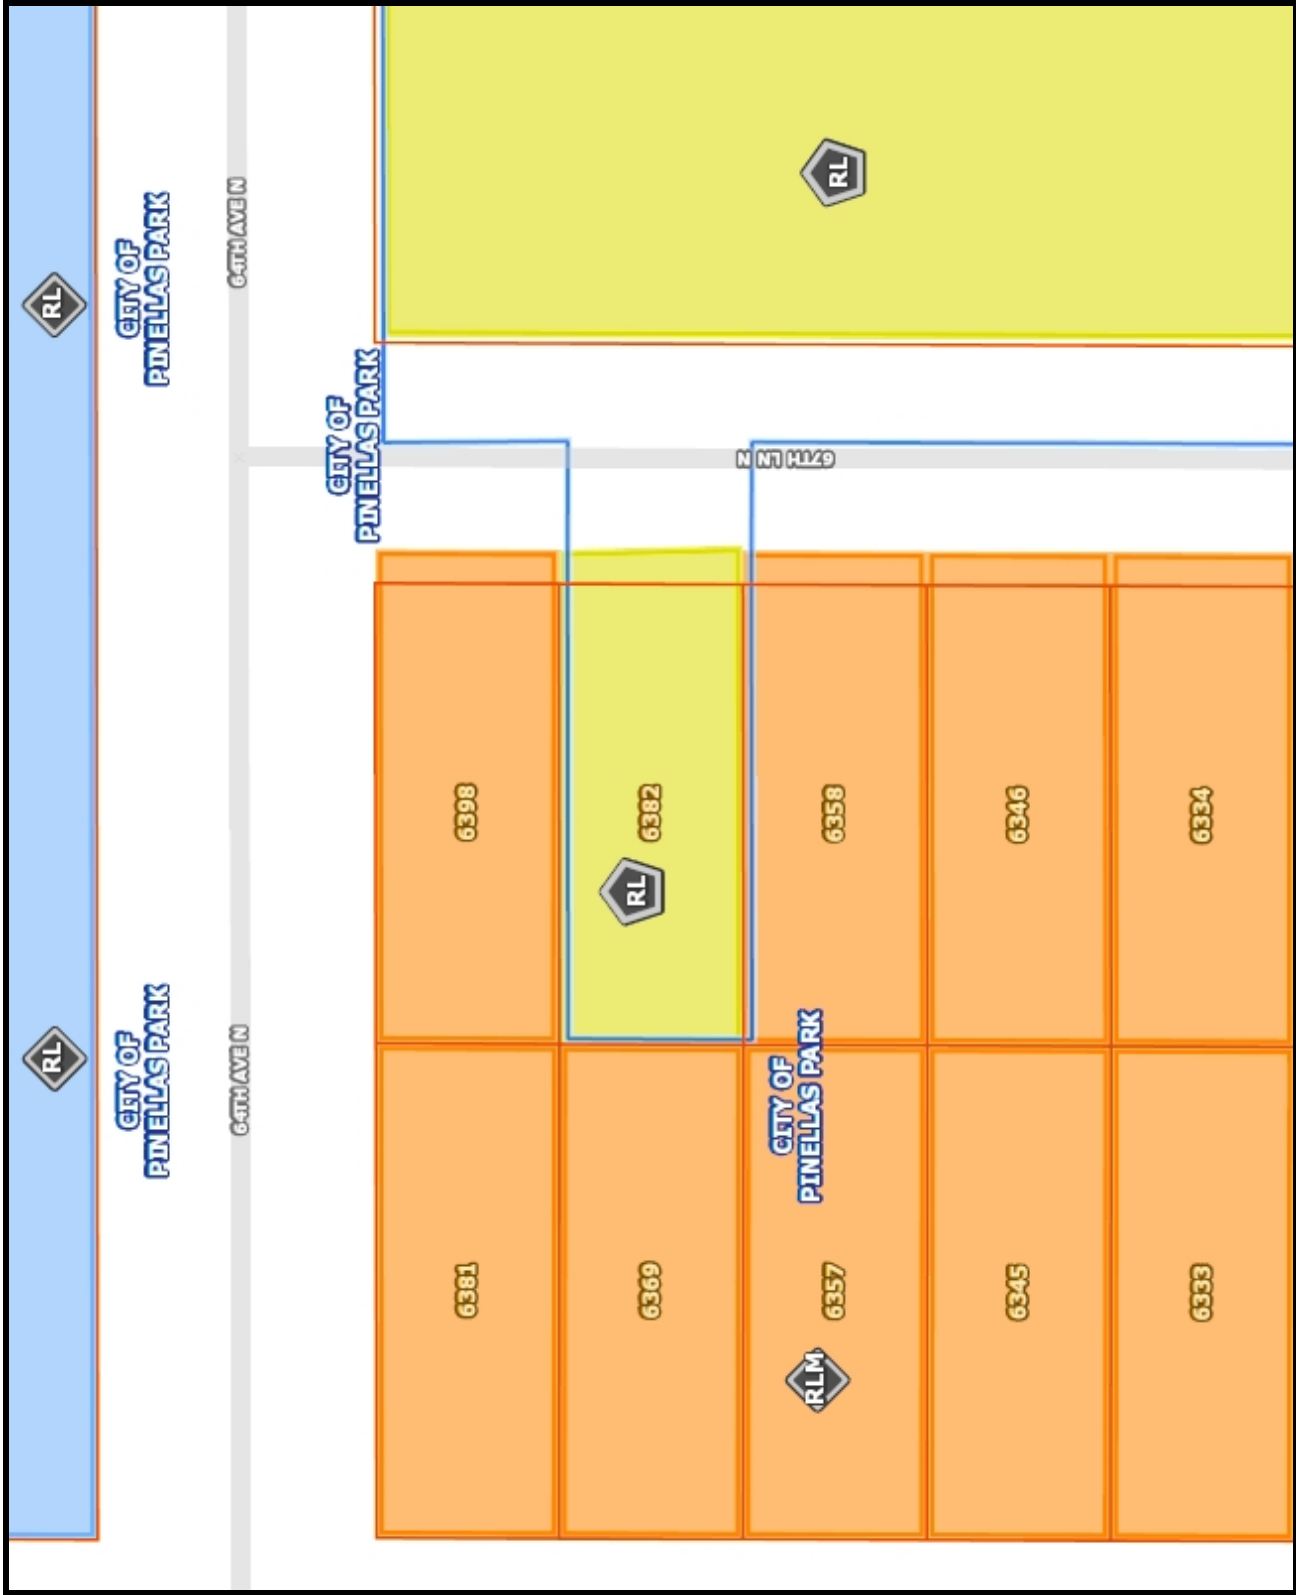 RL
64TH AVE N
CITY OF
PINELLAS PARK
RL
CITY OF
PINELLAS PARK
67TH LN N
6398
6382
6358
6346
6334
RL
RL
CITY OF
PINELLAS PARK
64TH AVE N
CITY OF
PINELLAS PARK
6381
6369
6357
6345
6333
RLM